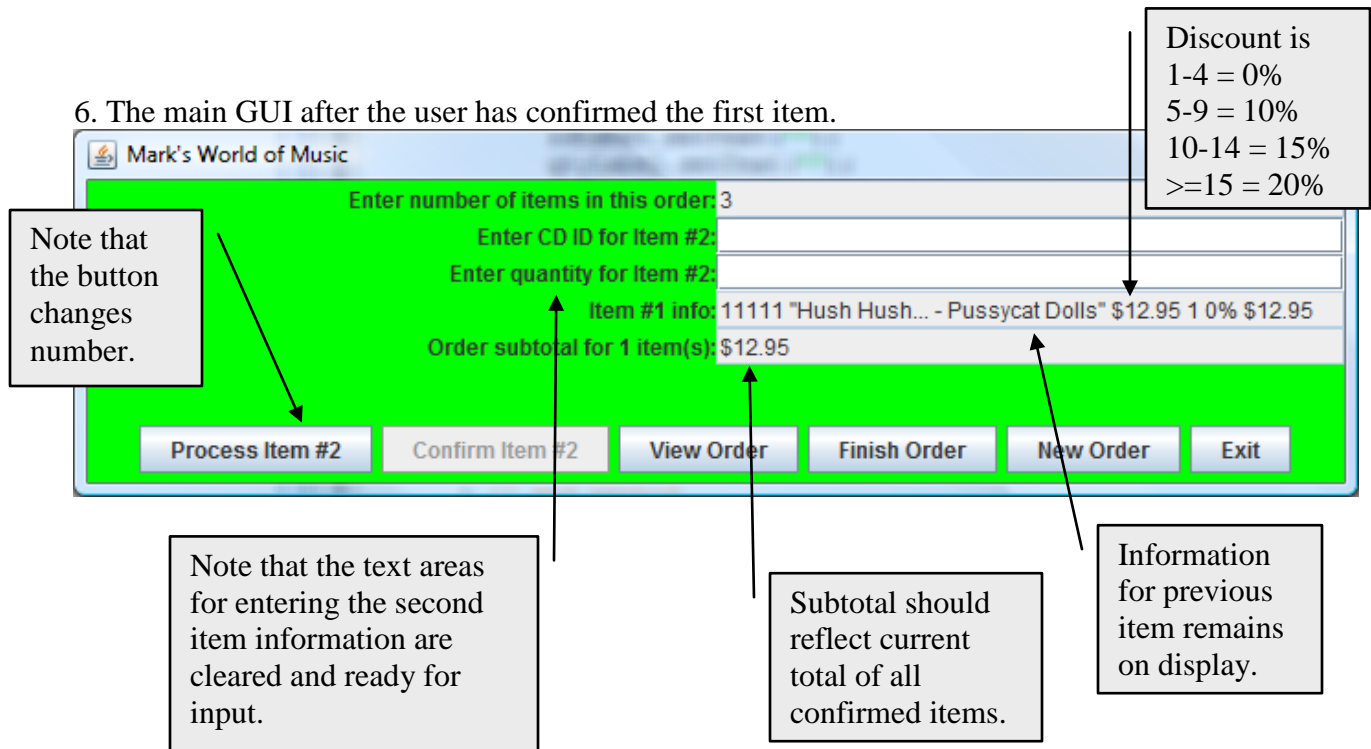 Discount is
1-4 = 0%
5-9 = 10%
10-14 = 15%
>=15 = 20%
6. The main GUI after the user has confirmed the first item.
Mark's World of Music
Enter number of items in this order: 3
Enter CD ID for Item #2:
Enter quantity for Item #2:
Item #1 info: 11111 "Hush Hush... - Pussycat Dolls" $12.95 1 0% $12.95
Order subtotal for 1 item(s): $12.95
Note that
the button
changes
number.
Process Item #2 Confirm Item #2 View Order Finish Order New Order Exit
Note that the text areas
for entering the second
item information are
cleared and ready for
input.
Subtotal should
reflect current
total of all
confirmed items.
Information
for previous
item remains
on display.